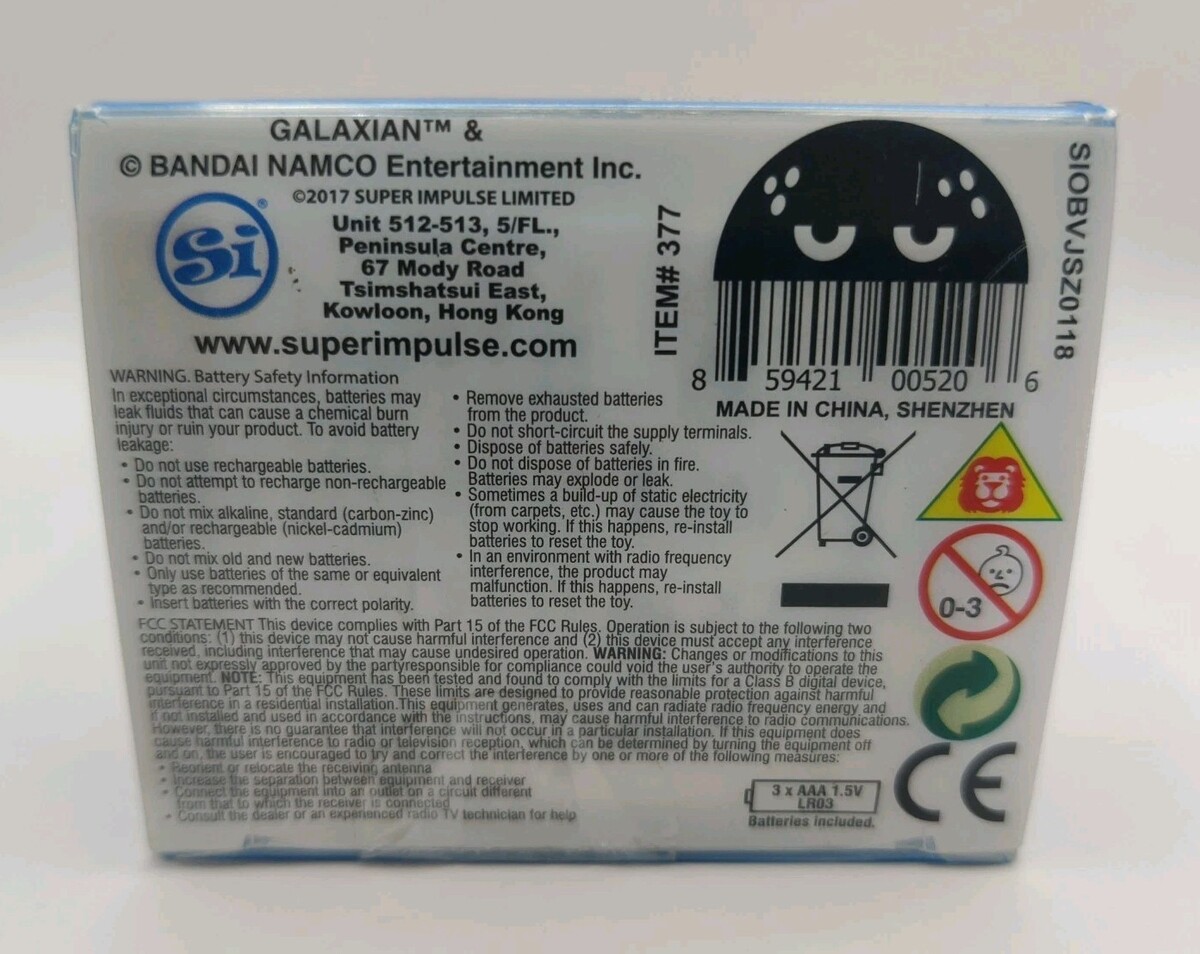 GALAXIAN™ &
© BANDAI NAMCO Entertainment Inc.
©2017 SUPER IMPULSE LIMITED
Si®
Unit 512-513, 5/FL.,
Peninsula Centre,
67 Mody Road
Tsimshatsui East,
Kowloon, Hong Kong
www.superimpulse.com
ITEM# 377
8 59421 00520 6
SIOBVJSZ0118
MADE IN CHINA, SHENZHEN
WARNING. Battery Safety Information
In exceptional circumstances, batteries may
leak fluids that can cause a chemical burn
injury or ruin your product. To avoid battery
leakage:
• Do not use rechargeable batteries.
• Do not attempt to recharge non-rechargeable
batteries.
• Do not mix alkaline, standard (carbon-zinc)
and/or rechargeable (nickel-cadmium)
batteries.
• Do not mix old and new batteries.
• Only use batteries of the same or equivalent
type as recommended.
• Insert batteries with the correct polarity.
• Remove exhausted batteries
from the product.
• Do not short-circuit the supply terminals.
• Dispose of batteries safely.
• Do not dispose of batteries in fire.
Batteries may explode or leak.
• Sometimes a build-up of static electricity
(from carpets, etc.) may cause the toy to
stop working. If this happens, re-install
batteries to reset the toy.
• In an environment with radio frequency
interference, the product may
malfunction. If this happens, re-install
batteries to reset the toy.
0-3
FCC STATEMENT This device complies with Part 15 of the FCC Rules. Operation is subject to the following two
conditions: (1) this device may not cause harmful interference and (2) this device must accept any interference
received, including interference that may cause undesired operation. WARNING: Changes or modifications to this
unit not expressly approved by the partyresponsible for compliance could void the user's authority to operate the
equipment. NOTE: This equipment has been tested and found to comply with the limits for a Class B digital device,
pursuant to Part 15 of the FCC Rules. These limits are designed to provide reasonable protection against harmful
interference in a residential installation.This equipment generates, uses and can radiate radio frequency energy and
if not installed and used in accordance with the instructions, may cause harmful interference to radio communications.
However, there is no guarantee that interference will not occur in a particular installation. If this equipment does
cause harmful interference to radio or television reception, which can be determined by turning the equipment off
and on, the user is encouraged to try and correct the interference by one or more of the following measures:
• Reorient or relocate the receiving antenna
• Increase the separation between equipment and receiver
• Connect the equipment into an outlet on a circuit different
from that to which the receiver is connected
• Consult the dealer or an experienced radio TV technician for help
3 x AAA 1.5V
LR03
Batteries included.
CE